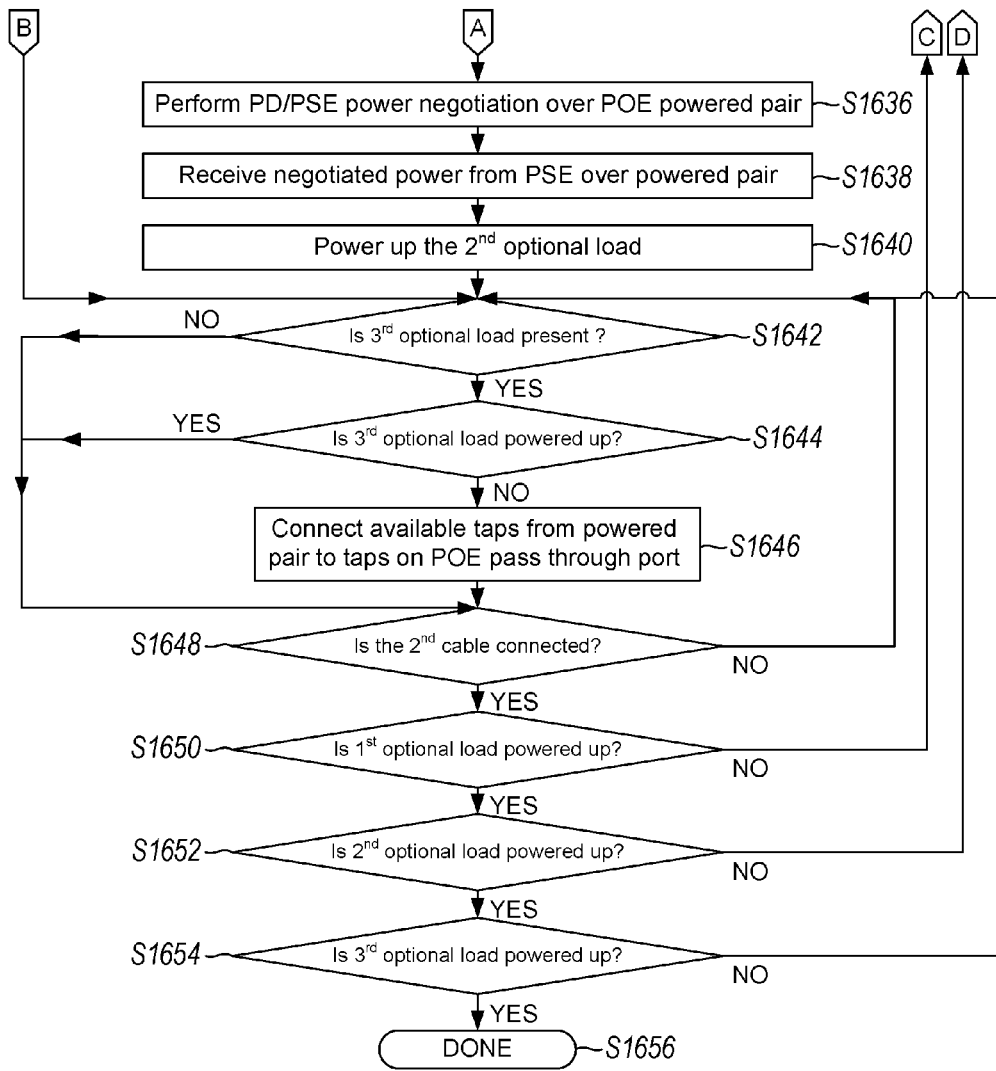 B
A
C
D
Perform PD/PSE power negotiation over POE powered pair
S1636
Receive negotiated power from PSE over powered pair
S1638
Power up the 2nd optional load
S1640
NO
Is 3rd optional load present ?
S1642
YES
YES
Is 3rd optional load powered up?
S1644
NO
Connect available taps from powered
pair to taps on POE pass through port
S1646
S1648
Is the 2nd cable connected?
NO
YES
S1650
Is 1st optional load powered up?
NO
YES
S1652
Is 2nd optional load powered up?
NO
YES
S1654
Is 3rd optional load powered up?
NO
YES
DONE
S1656